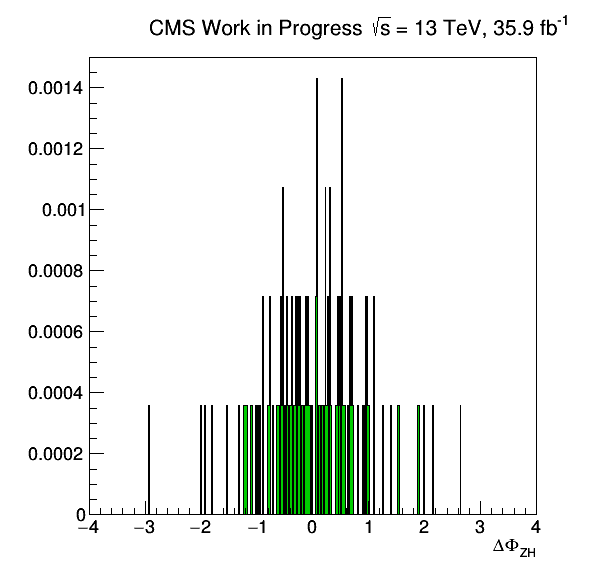 CMS Work in Progress √s = 13 TeV, 35.9 fb⁻¹
0.0014
0.0012
0.001
0.0008
0.0006
0.0004
0.0002
0
−4 −3 −2 −1 0 1 2 3 4
ΔΦ_ZH